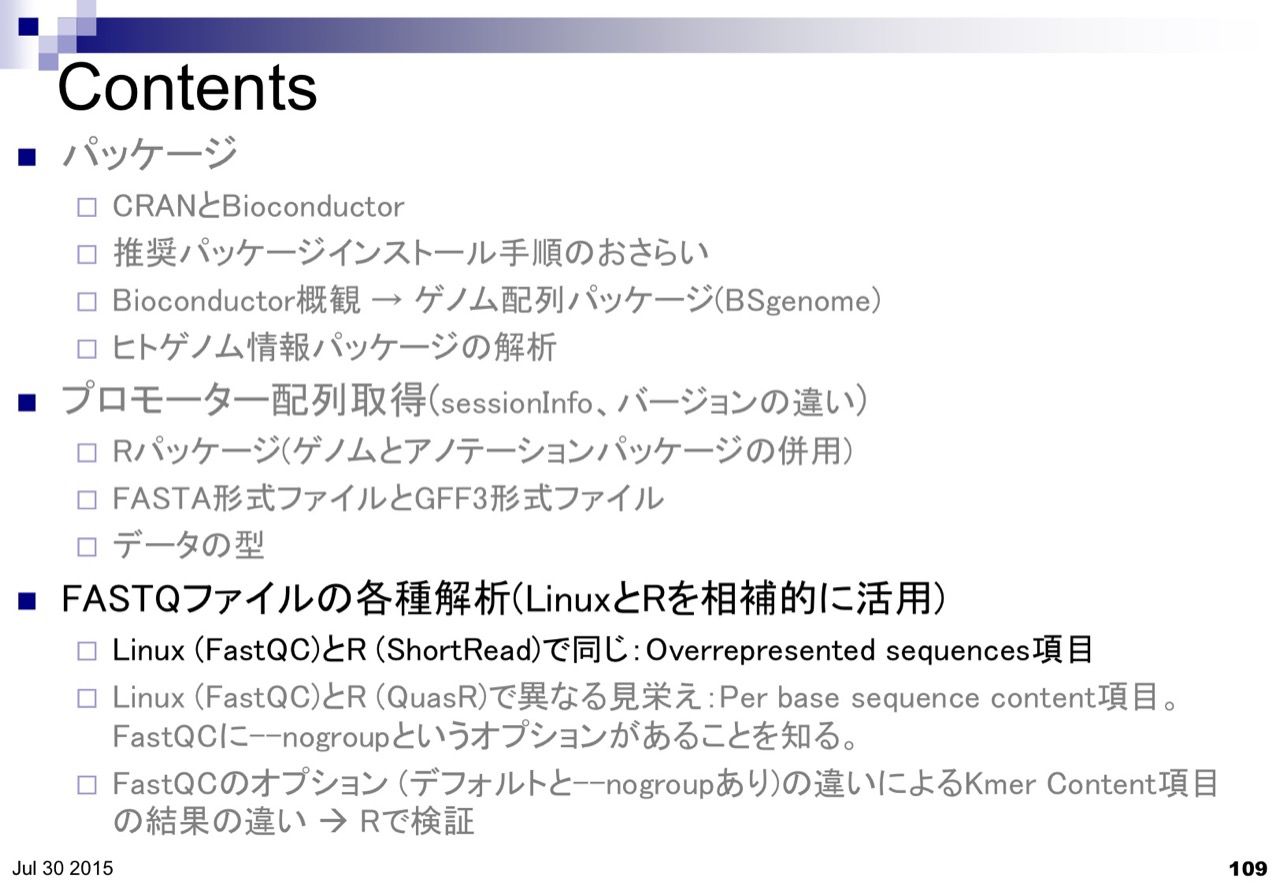 Contents
パッケージ
CRANとBioconductor
推奨パッケージインストール手順のおさらい
Bioconductor概観 → ゲノム配列パッケージ(BSgenome)
ヒトゲノム情報パッケージの解析
プロモーター配列取得(sessionInfo、バージョンの違い)
Rパッケージ(ゲノムとアノテーションパッケージの併用)
FASTA形式ファイルとGFF3形式ファイル
データの型
FASTQファイルの各種解析(LinuxとRを相補的に活用)
Linux (FastQC)とR (ShortRead)で同じ：Overrepresented sequences項目
Linux (FastQC)とR (QuasR)で異なる見栄え：Per base sequence content項目。
FastQCに--nogroupというオプションがあることを知る。
FastQCのオプション (デフォルトと--nogroupあり)の違いによるKmer Content項目
の結果の違い → Rで検証
Jul 30 2015
109